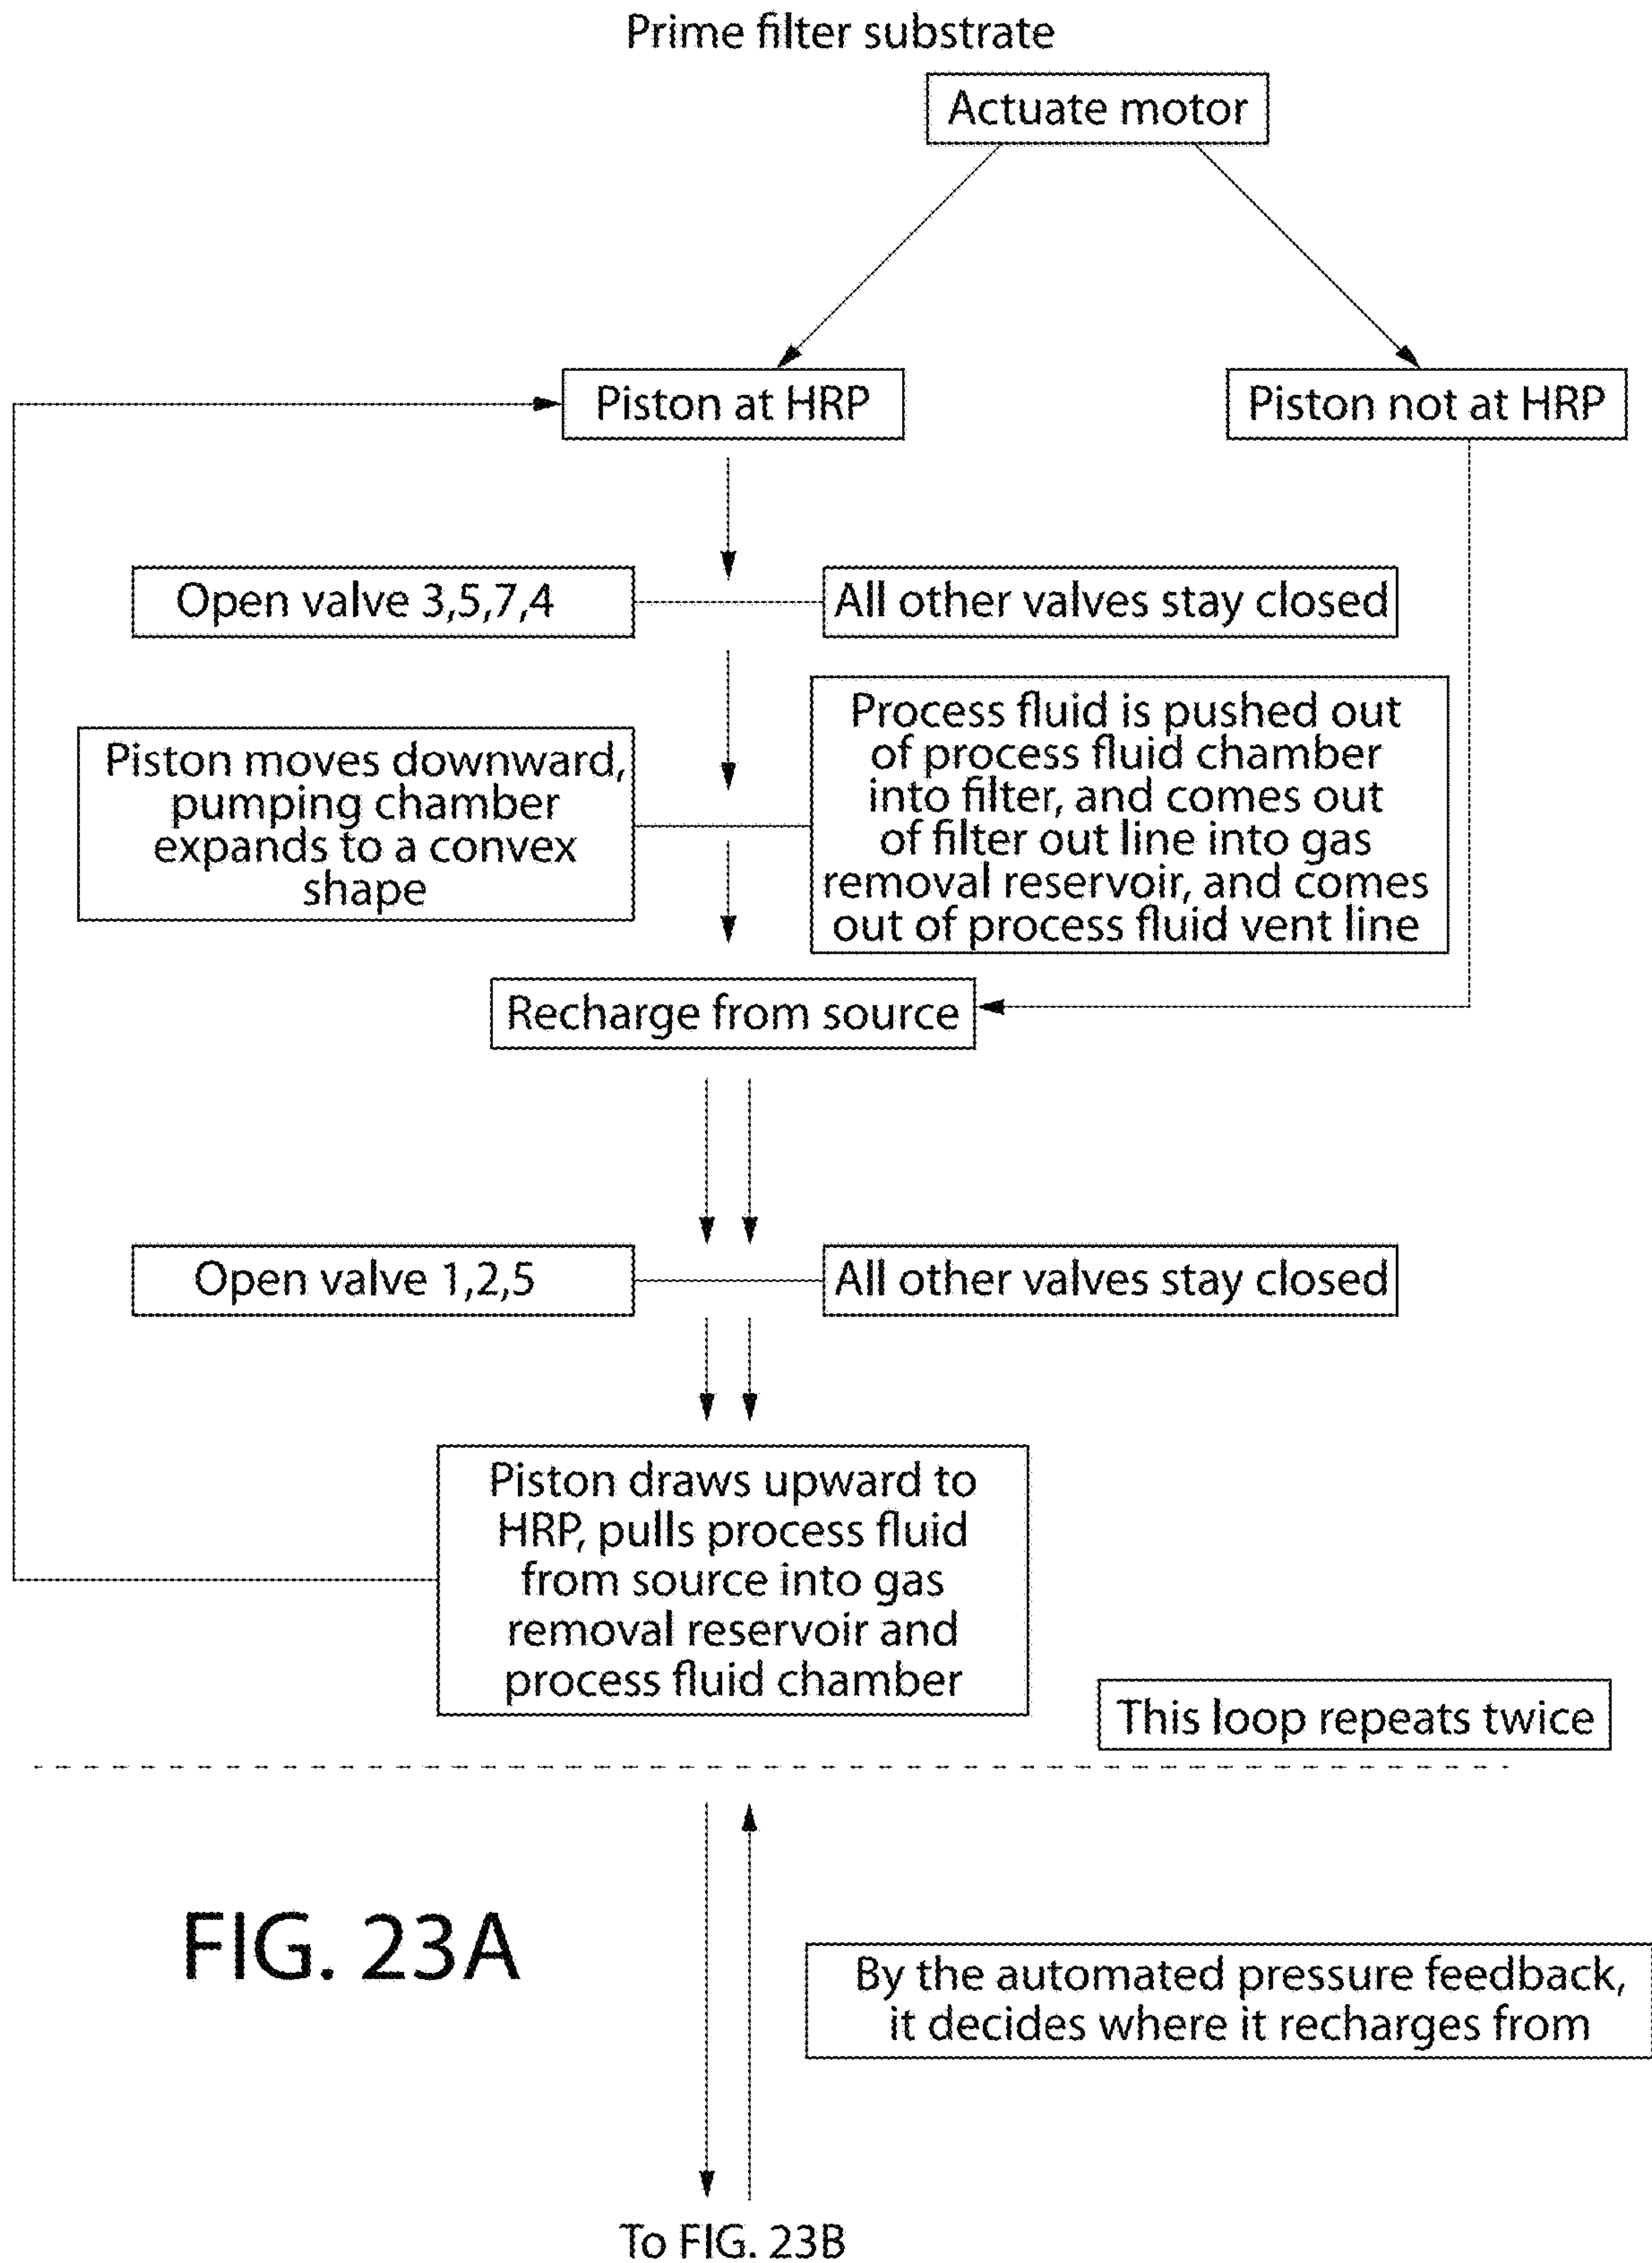 Prime filter substrate
Actuate motor
Piston at HRP
Piston not at HRP
Open valve 3,5,7,4
All other valves stay closed
Piston moves downward,
pumping chamber
expands to a convex
shape
Process fluid is pushed out
of process fluid chamber
into filter, and comes out
of filter out line into gas
removal reservoir, and comes
out of process fluid vent line
Recharge from source
Open valve 1,2,5
All other valves stay closed
Piston draws upward to
HRP, pulls process fluid
from source into gas
removal reservoir and
process fluid chamber
This loop repeats twice
FIG. 23A
By the automated pressure feedback,
it decides where it recharges from
To FIG. 23B